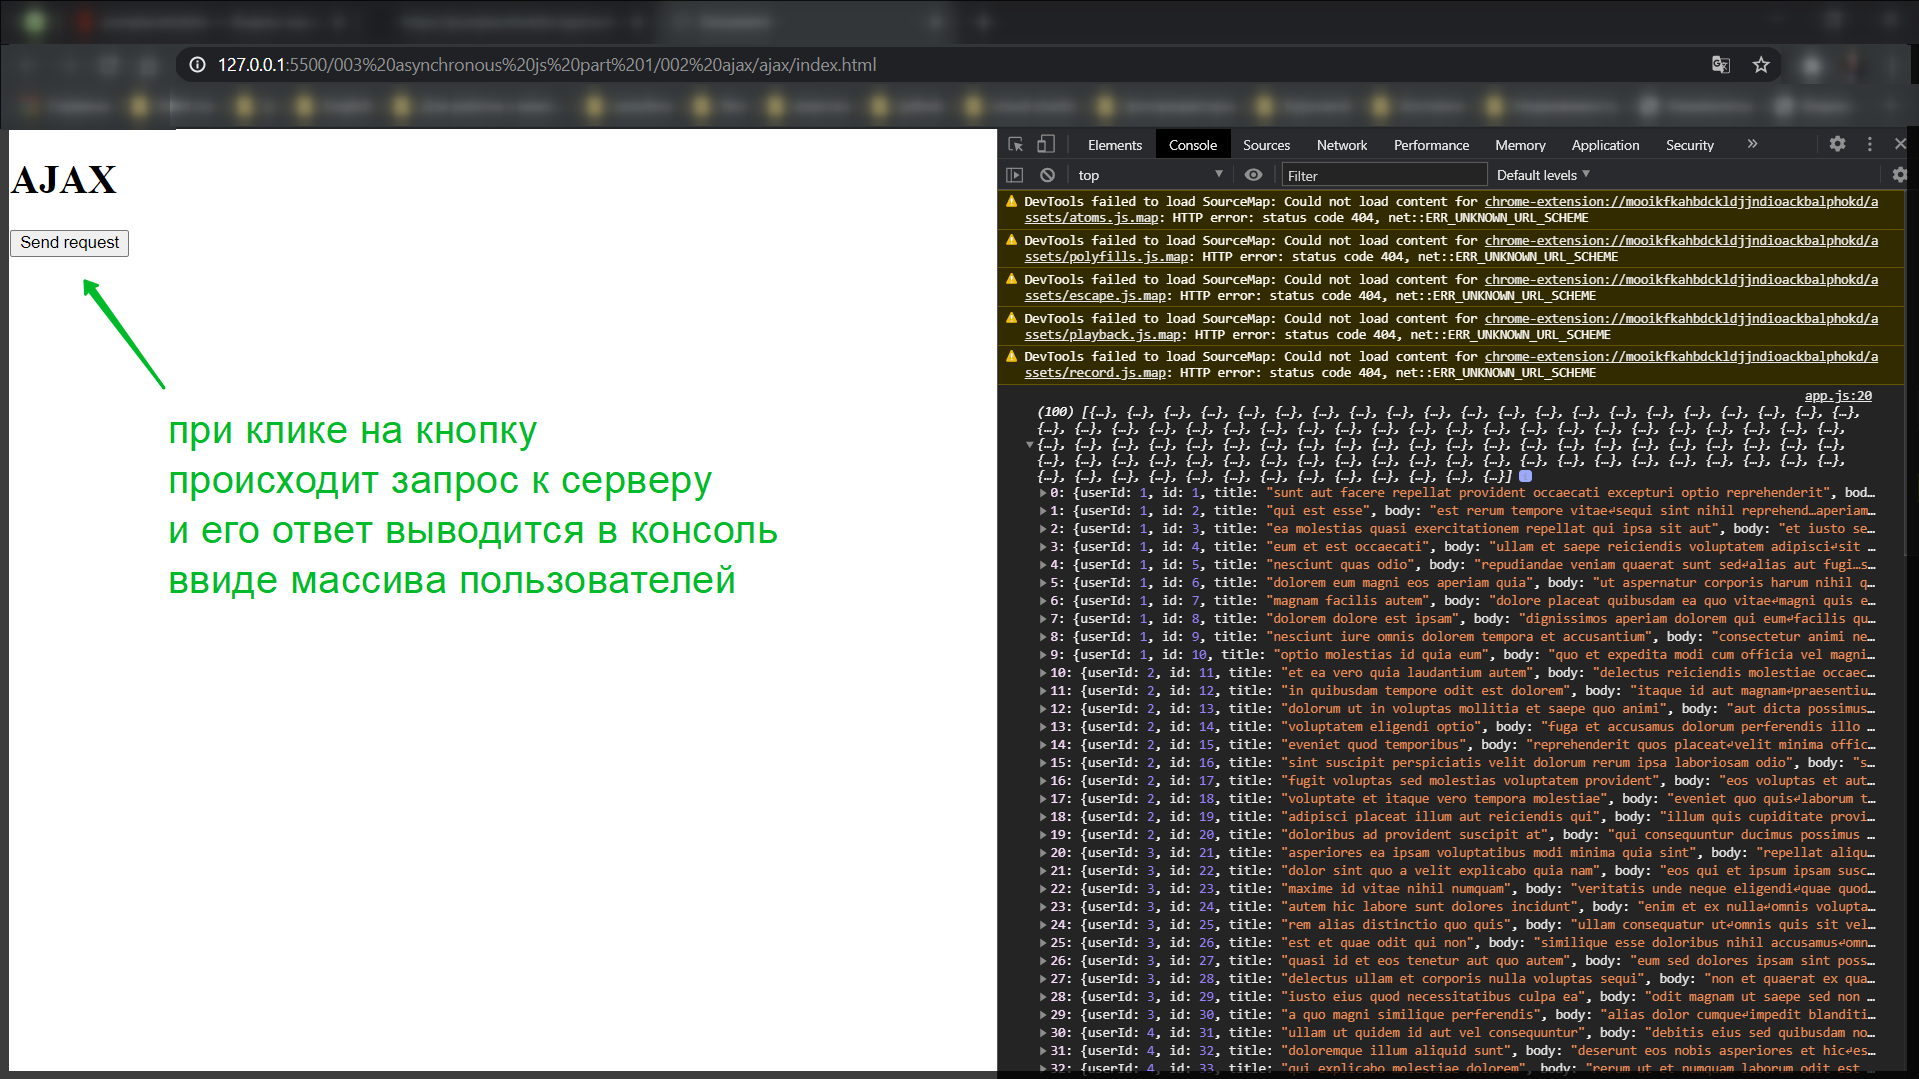 127.0.0.1:5500/003%20asynchronous%20js%20part%201/002%20ajax/ajax/index.html
AJAX
Send request
при клике на кнопку
происходит запрос к серверу
и его ответ выводится в консоль
ввиде массива пользователей
Elements Console Sources Network Performance Memory Application Security »
top Filter Default levels
DevTools failed to load SourceMap: Could not load content for chrome-extension://mooikfkahbdckldjjndioackbalphokd/a
ssets/atoms.js.map: HTTP error: status code 404, net::ERR_UNKNOWN_URL_SCHEME
DevTools failed to load SourceMap: Could not load content for chrome-extension://mooikfkahbdckldjjndioackbalphokd/a
ssets/polyfills.js.map: HTTP error: status code 404, net::ERR_UNKNOWN_URL_SCHEME
DevTools failed to load SourceMap: Could not load content for chrome-extension://mooikfkahbdckldjjndioackbalphokd/a
ssets/escape.js.map: HTTP error: status code 404, net::ERR_UNKNOWN_URL_SCHEME
DevTools failed to load SourceMap: Could not load content for chrome-extension://mooikfkahbdckldjjndioackbalphokd/a
ssets/playback.js.map: HTTP error: status code 404, net::ERR_UNKNOWN_URL_SCHEME
DevTools failed to load SourceMap: Could not load content for chrome-extension://mooikfkahbdckldjjndioackbalphokd/a
ssets/record.js.map: HTTP error: status code 404, net::ERR_UNKNOWN_URL_SCHEME
app.js:20
(100) [{…}, {…}, {…}, {…}, {…}, {…}, {…}, {…}, {…}, {…}, {…}, {…}, {…}, {…}, {…}, {…}, {…}, {…}, {…}, {…}, {…},
{…}, {…}, {…}, {…}, {…}, {…}, {…}, {…}, {…}, {…}, {…}, {…}, {…}, {…}, {…}, {…}, {…}, {…}, {…}, {…}, {…}, {…},
{…}, {…}, {…}, {…}, {…}, {…}, {…}, {…}, {…}, {…}, {…}, {…}, {…}, {…}, {…}, {…}, {…}, {…}, {…}, {…}, {…}, {…},
{…}, {…}, {…}, {…}, {…}, {…}, {…}, {…}, {…}, {…}, {…}, {…}, {…}, {…}, {…}, {…}, {…}, {…}, {…}, {…}, {…}, {…},
{…}, {…}, {…}, {…}, {…}, {…}, {…}, {…}, {…}, {…}, {…}, {…}, {…}]
0: {userId: 1, id: 1, title: "sunt aut facere repellat provident occaecati excepturi optio reprehenderit", bod…
1: {userId: 1, id: 2, title: "qui est esse", body: "est rerum tempore vitae↵sequi sint nihil reprehend…aperiam…
2: {userId: 1, id: 3, title: "ea molestias quasi exercitationem repellat qui ipsa sit aut", body: "et iusto se…
3: {userId: 1, id: 4, title: "eum et est occaecati", body: "ullam et saepe reiciendis voluptatem adipisci↵sit …
4: {userId: 1, id: 5, title: "nesciunt quas odio", body: "repudiandae veniam quaerat sunt sed↵alias aut fugi…s…
5: {userId: 1, id: 6, title: "dolorem eum magni eos aperiam quia", body: "ut aspernatur corporis harum nihil q…
6: {userId: 1, id: 7, title: "magnam facilis autem", body: "dolore placeat quibusdam ea quo vitae↵magni quis e…
7: {userId: 1, id: 8, title: "dolorem dolore est ipsam", body: "dignissimos aperiam dolorem qui eum↵facilis qu…
8: {userId: 1, id: 9, title: "nesciunt iure omnis dolorem tempora et accusantium", body: "consectetur animi ne…
9: {userId: 1, id: 10, title: "optio molestias id quia eum", body: "quo et expedita modi cum officia vel magni…
10: {userId: 2, id: 11, title: "et ea vero quia laudantium autem", body: "delectus reiciendis molestiae occaec…
11: {userId: 2, id: 12, title: "in quibusdam tempore odit est dolorem", body: "itaque id aut magnam↵praesentiu…
12: {userId: 2, id: 13, title: "dolorum ut in voluptas mollitia et saepe quo animi", body: "aut dicta possimus…
13: {userId: 2, id: 14, title: "voluptatem eligendi optio", body: "fuga et accusamus dolorum perferendis illo …
14: {userId: 2, id: 15, title: "eveniet quod temporibus", body: "reprehenderit quos placeat↵velit minima offic…
15: {userId: 2, id: 16, title: "sint suscipit perspiciatis velit dolorum rerum ipsa laboriosam odio", body: "s…
16: {userId: 2, id: 17, title: "fugit voluptas sed molestias voluptatem provident", body: "eos voluptas et aut…
17: {userId: 2, id: 18, title: "voluptate et itaque vero tempora molestiae", body: "eveniet quo quis↵laborum t…
18: {userId: 2, id: 19, title: "adipisci placeat illum aut reiciendis qui", body: "illum quis cupiditate provi…
19: {userId: 2, id: 20, title: "doloribus ad provident suscipit at", body: "qui consequuntur ducimus possimus …
20: {userId: 3, id: 21, title: "asperiores ea ipsam voluptatibus modi minima quia sint", body: "repellat aliqu…
21: {userId: 3, id: 22, title: "dolor sint quo a velit explicabo quia nam", body: "eos qui et ipsum ipsam susc…
22: {userId: 3, id: 23, title: "maxime id vitae nihil numquam", body: "veritatis unde neque eligendi↵quae quod…
23: {userId: 3, id: 24, title: "autem hic labore sunt dolores incidunt", body: "enim et ex nulla↵omnis volupta…
24: {userId: 3, id: 25, title: "rem alias distinctio quo quis", body: "ullam consequatur ut↵omnis quis sit vel…
25: {userId: 3, id: 26, title: "est et quae odit qui non", body: "similique esse doloribus nihil accusamus↵omn…
26: {userId: 3, id: 27, title: "quasi id et eos tenetur aut quo autem", body: "eum sed dolores ipsam sint poss…
27: {userId: 3, id: 28, title: "delectus ullam et corporis nulla voluptas sequi", body: "non et quaerat ex qua…
28: {userId: 3, id: 29, title: "iusto eius quod necessitatibus culpa ea", body: "odit magnam ut saepe sed non …
29: {userId: 3, id: 30, title: "a quo magni similique perferendis", body: "alias dolor cumque↵impedit blanditi…
30: {userId: 4, id: 31, title: "ullam ut quidem id aut vel consequuntur", body: "debitis eius sed quibusdam no…
31: {userId: 4, id: 32, title: "doloremque illum aliquid sunt", body: "deserunt eos nobis asperiores et hic↵es…
32: {userId: 4, id: 33, title: "qui explicabo molestiae dolorem", body: "rerum ut et numquam laborum odit est …